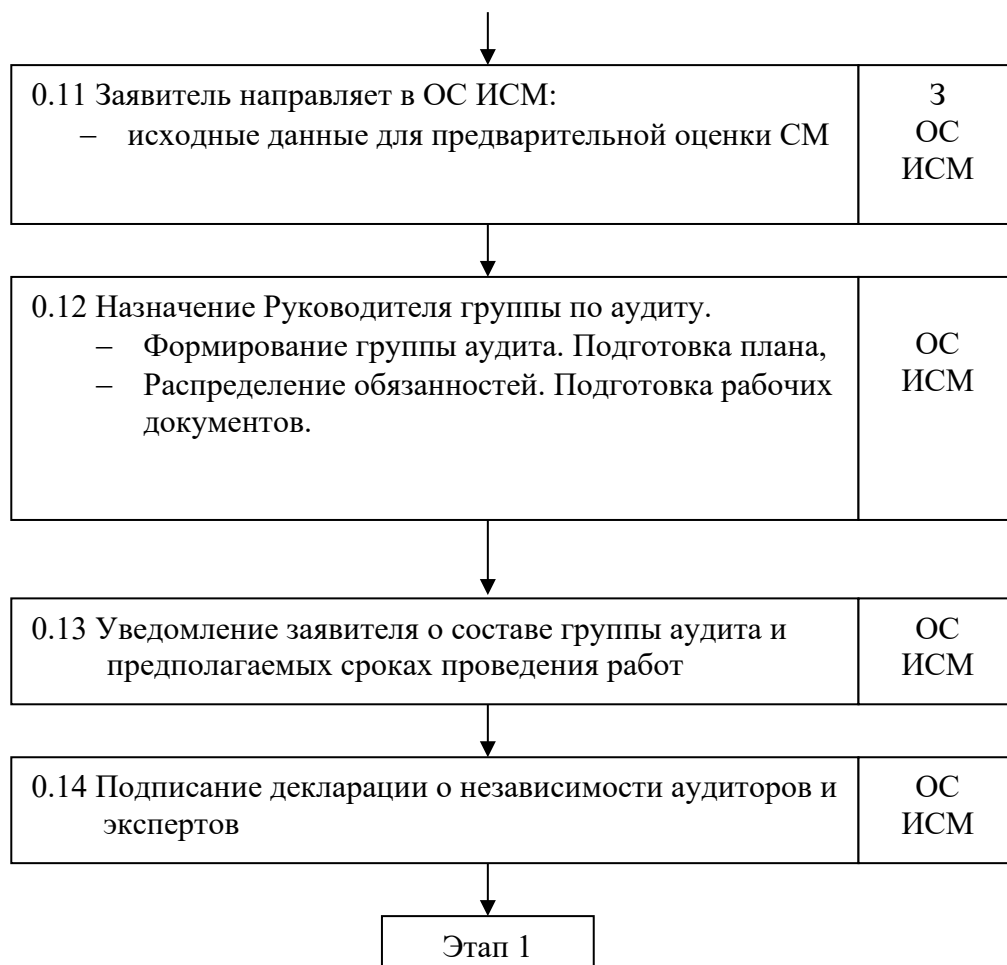 0.11 Заявитель направляет в ОС ИСМ:
– исходные данные для предварительной оценки СМ
З
ОС
ИСМ
0.12 Назначение Руководителя группы по аудиту.
– Формирование группы аудита. Подготовка плана,
– Распределение обязанностей. Подготовка рабочих
документов.
ОС
ИСМ
0.13 Уведомление заявителя о составе группы аудита и
предполагаемых сроках проведения работ
ОС
ИСМ
0.14 Подписание декларации о независимости аудиторов и
экспертов
ОС
ИСМ
Этап 1